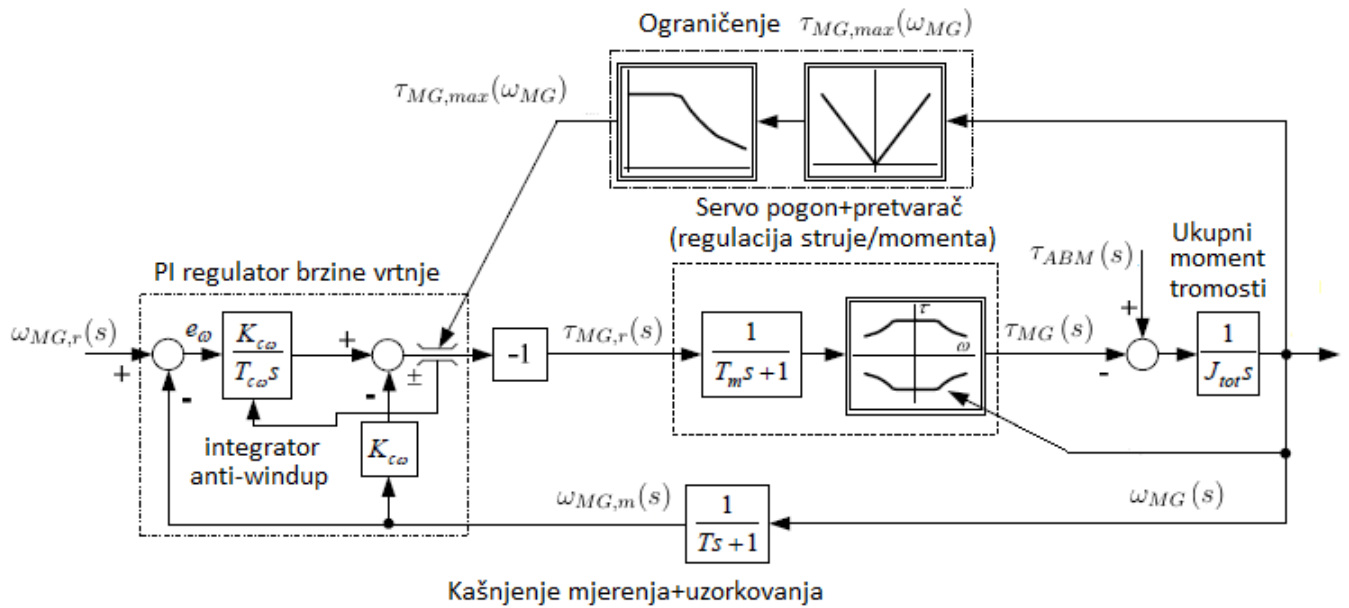 Ograničenje τ_{MG,max}(ω_{MG})
τ_{MG,max}(ω_{MG})
Servo pogon+pretvarač
(regulacija struje/momenta)
Ukupni
moment
tromosti
τ_{ABM}(s)
PI regulator brzine vrtnje
ω_{MG,r}(s)
+
-
e_ω
K_{cω}
T_{cω}s
+
-
±
-1
τ_{MG,r}(s)
1
T_m s+1
τ
ω
τ_{MG}(s)
+
-
1
J_{tot}s
integrator
anti-windup
K_{cω}
ω_{MG,m}(s)
1
Ts+1
ω_{MG}(s)
Kašnjenje mjerenja+uzorkovanja